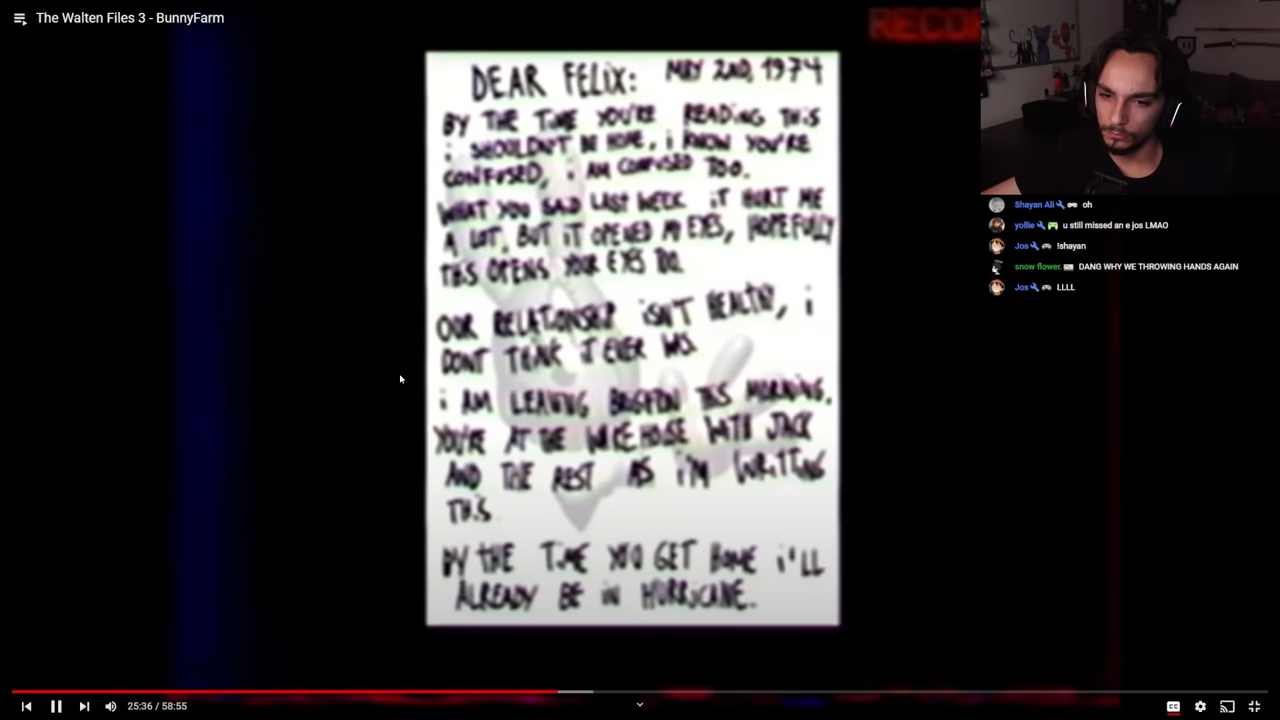 The Walten Files 3 - BunnyFarm
RECO
DEAR FELIX: MAY 2ND, 1974
BY THE TiME YOU'RE READiNG THiS
i SHOULDN'T BE HOME, i KNOW YOU'RE
CONFUSED, i AM CONFUSED TOO.
WHAT YOU SAID LAST WEEK iT HURT ME
A LOT, BUT iT OPENED MY EYES, HOPEFULLY
THIS OPENS YOUR EYES TOO.
OUR RELATIONSHIP iSN'T HEALTHY, i
DONT THINK IT EVER WAS.
i AM LEAVING BRIGHTON THIS MORNING.
YOU'RE AT THE WAREHOUSE WITH JACK
AND THE REST AS i'M WRITTING
THiS.
BY THE TiME YOU GET HOME i'LL
ALREADY BE iN HURRiCANE.
Shayan Ali oh
yollie u still missed an e jos LMAO
Jos !shayan
snow flower. DANG WHY WE THROWING HANDS AGAIN
Jos LLLL
25:36 / 58:55
CC